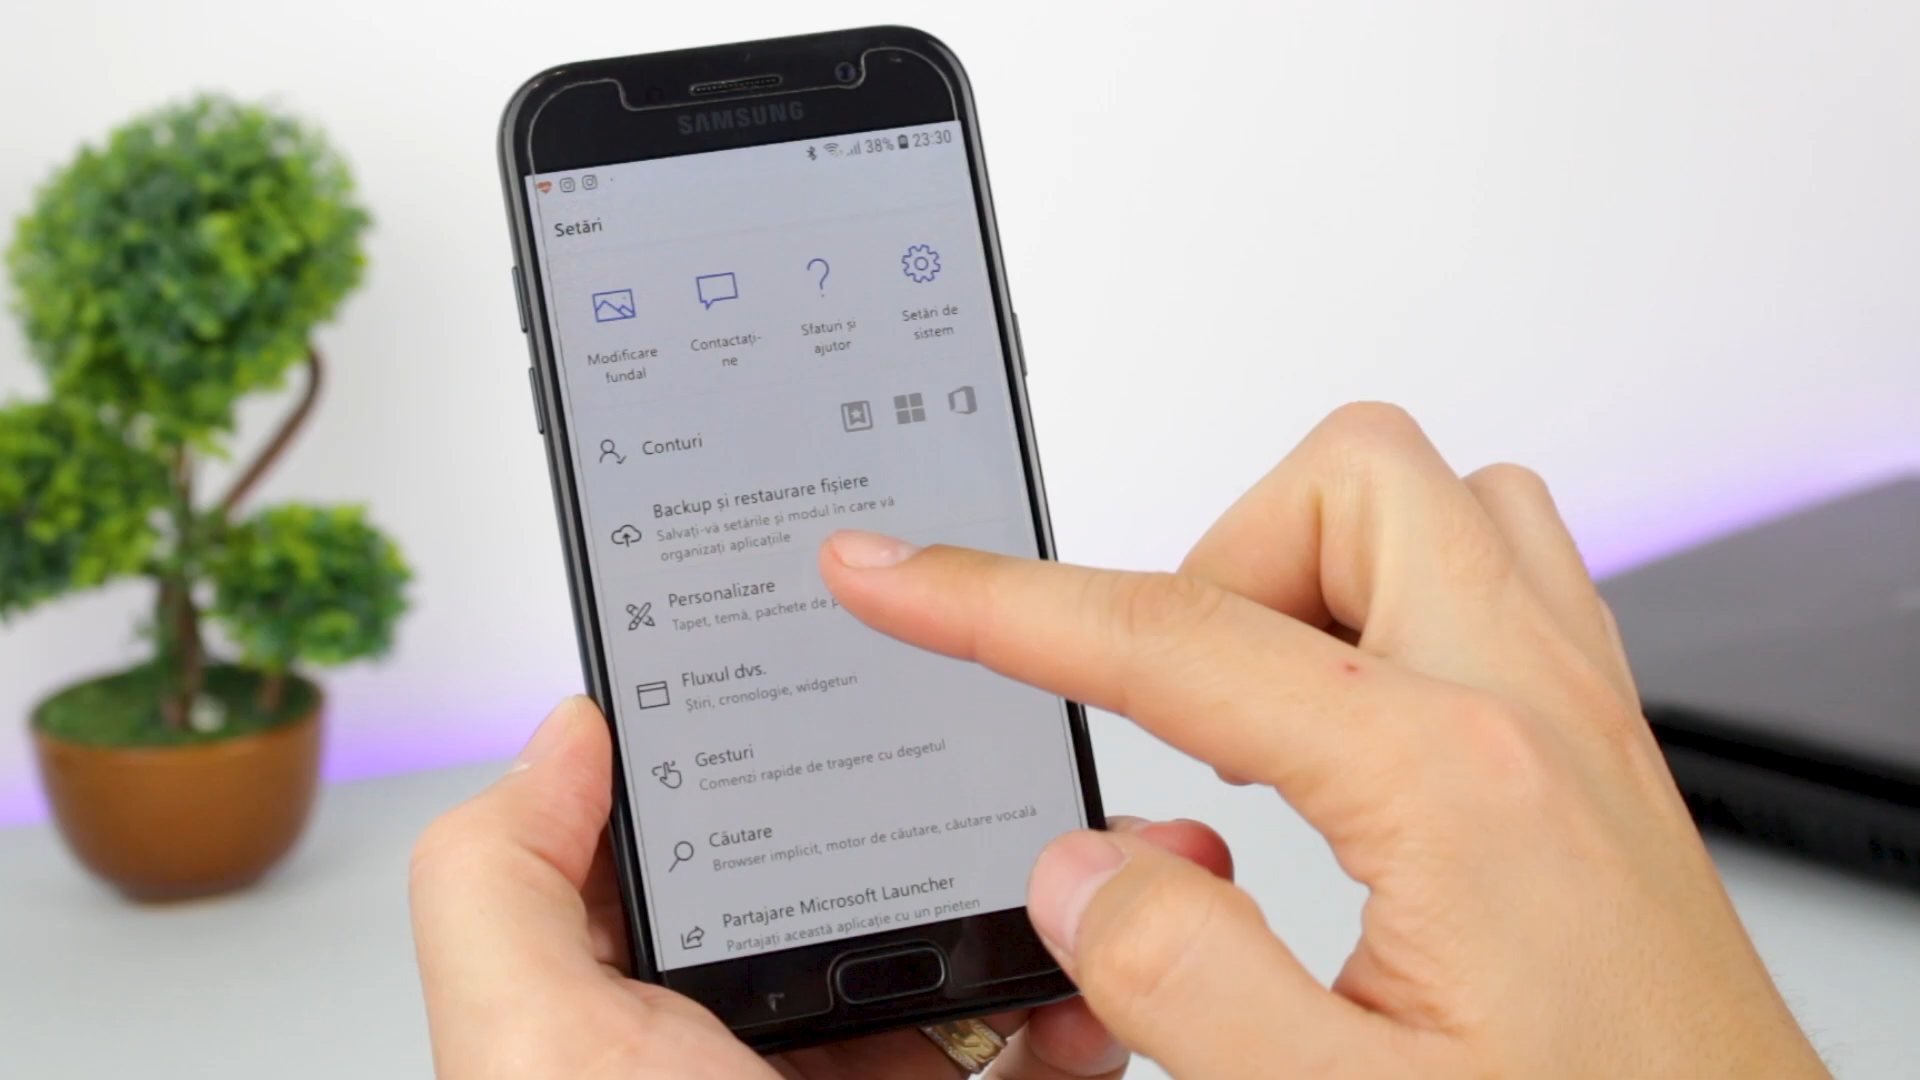 SAMSUNG
38% 23:30
Setări
Modificare
fundal
Contactați-
ne
Sfaturi și
ajutor
Setări de
sistem
Conturi
Backup și restaurare fișiere
Salvați-vă setările și modul în care vă
organizați aplicațiile
Personalizare
Tapet, temă, pachete de
Fluxul dvs.
Știri, cronologie, widgeturi
Gesturi
Comenzi rapide de tragere cu degetul
Căutare
Browser implicit, motor de căutare, căutare vocală
Partajare Microsoft Launcher
Partajați această aplicație cu un prieten